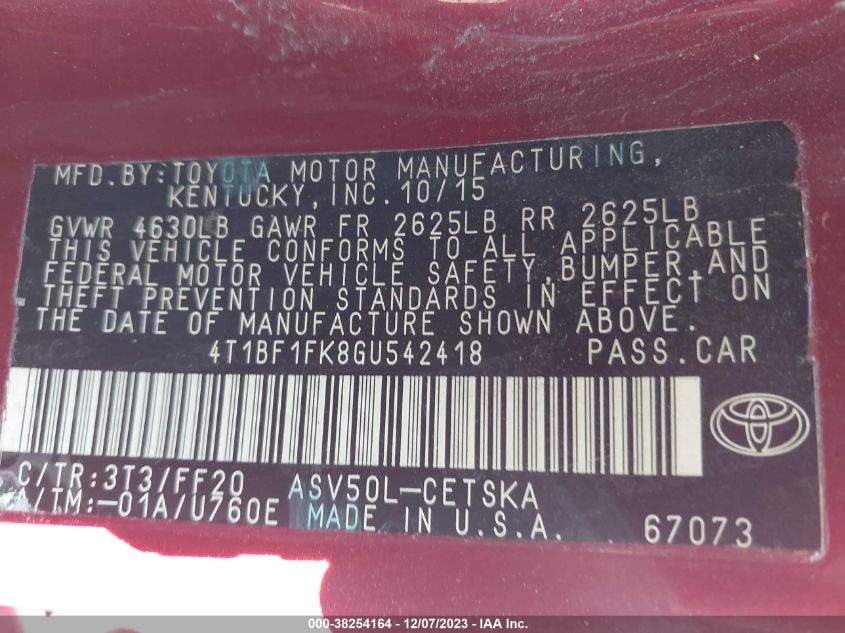 MFD.BY:TOYOTA MOTOR MANUFACTURING,
KENTUCKY,INC.10/15
GVWR 4630LB GAWR FR 2625LB RR 2625LB
THIS VEHICLE CONFORMS TO ALL APPLICABLE
FEDERAL MOTOR VEHICLE SAFETY,BUMPER,AND
THEFT PREVENTION STANDARDS IN EFFECT ON
THE DATE OF MANUFACTURE SHOWN ABOVE.
4T1BF1FK8GU542418 PASS.CAR
C/TR:3T3/FF20 ASV50L-CETSKA
A/TM:-01A/U760E MADE IN U.S.A. 67073
000-38254164 - 12/07/2023 - IAA Inc.